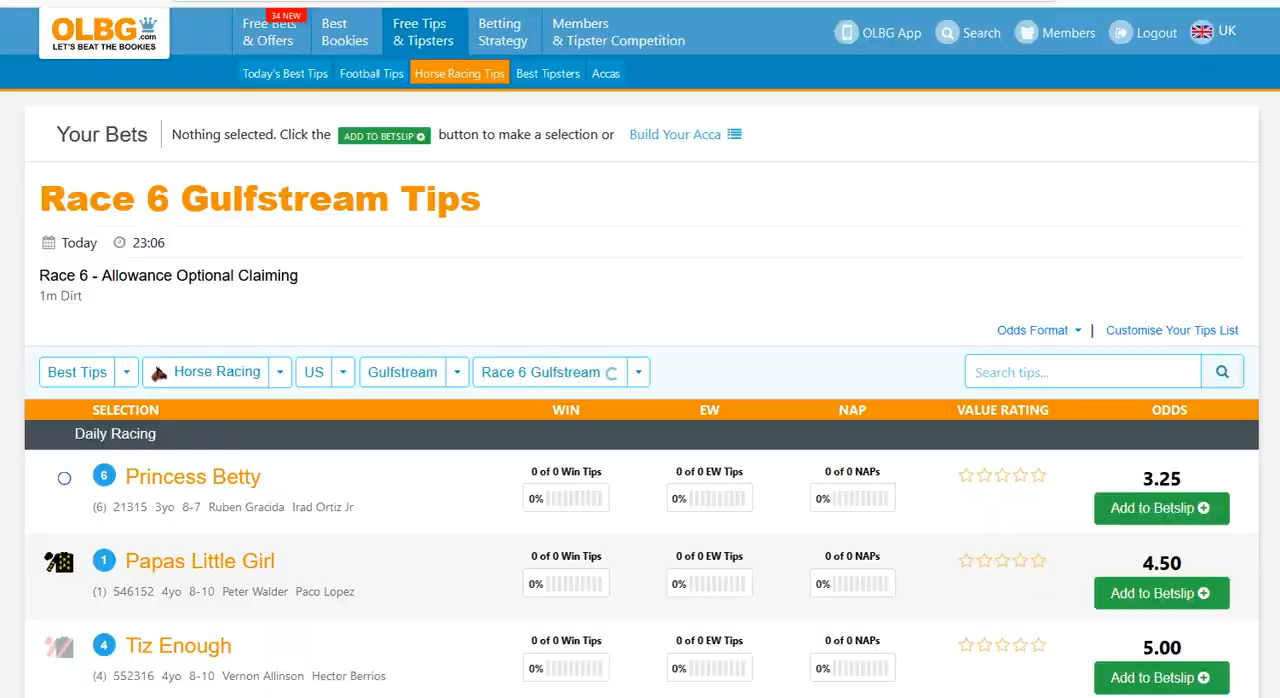 OLBG.com
LET'S BEAT THE BOOKIES
34 NEW
Free Bets & Offers
Best Bookies
Free Tips & Tipsters
Betting Strategy
Members & Tipster Competition
OLBG App
Search
Members
Logout
UK
Today's Best Tips Football Tips Horse Racing Tips Best Tipsters Accas
Your Bets Nothing selected. Click the ADD TO BETSLIP button to make a selection or Build Your Acca
Race 6 Gulfstream Tips
Today 23:06
Race 6 - Allowance Optional Claiming
1m Dirt
Odds Format | Customise Your Tips List
Best Tips Horse Racing US Gulfstream Race 6 Gulfstream Search tips...
SELECTION WIN EW NAP VALUE RATING ODDS
Daily Racing
0 of 0 Win Tips 0 of 0 EW Tips 0 of 0 NAPs
6 Princess Betty 3.25
0% 0% 0%
(6) 21315 3yo 8-7 Ruben Gracida Irad Ortiz Jr Add to Betslip
0 of 0 Win Tips 0 of 0 EW Tips 0 of 0 NAPs
1 Papas Little Girl 4.50
0% 0% 0%
(1) 546152 4yo 8-10 Peter Walder Paco Lopez Add to Betslip
0 of 0 Win Tips 0 of 0 EW Tips 0 of 0 NAPs
4 Tiz Enough 5.00
0% 0% 0%
(4) 552316 4yo 8-10 Vernon Allinson Hector Berrios Add to Betslip